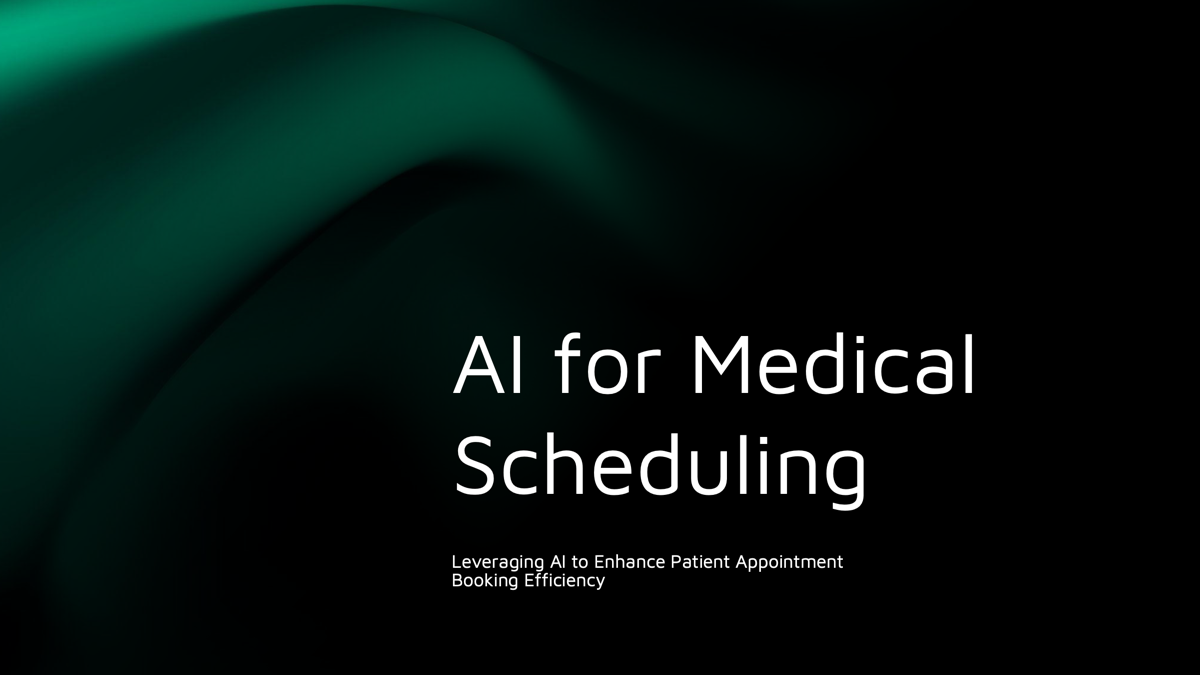 AI for Medical
Scheduling
Leveraging AI to Enhance Patient Appointment
Booking Efficiency